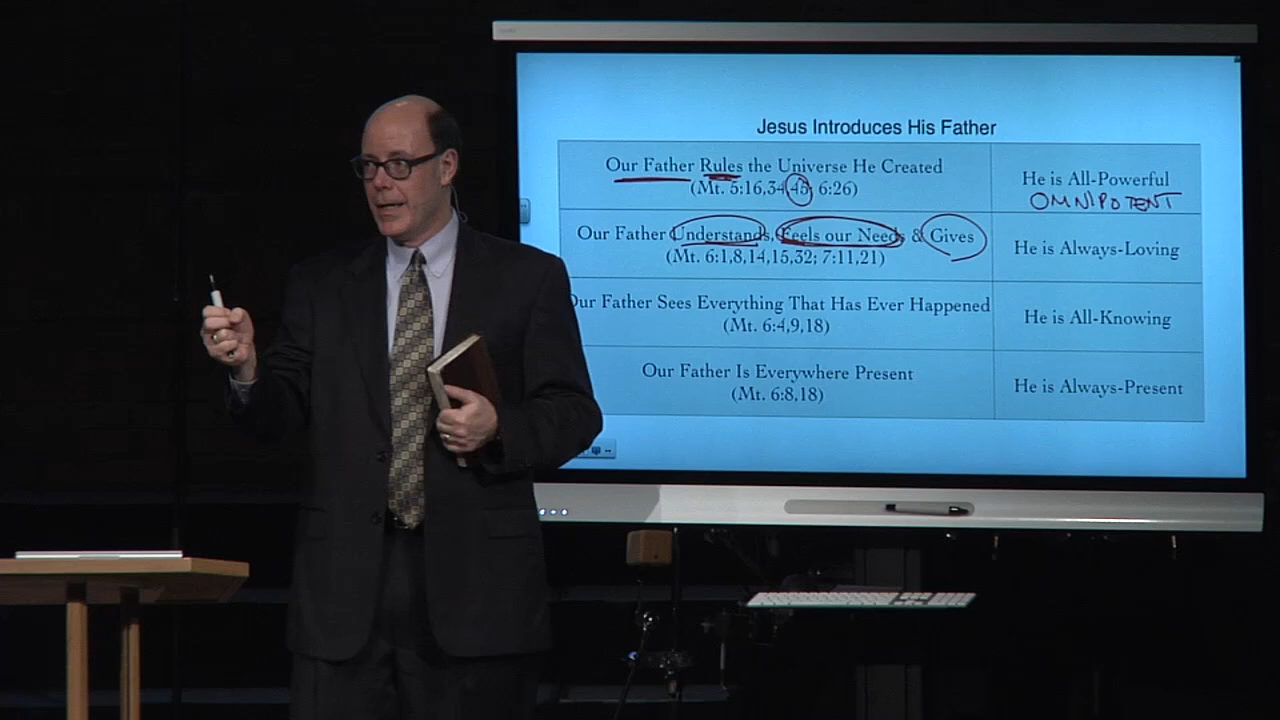 Jesus Introduces His Father
Our Father Rules the Universe He Created
(Mt. 5:16,34,45; 6:26)
He is All-Powerful
OMNIPOTENT
Our Father Understands, Feels our Needs & Gives
(Mt. 6:1,8,14,15,32; 7:11,21)
He is Always-Loving
Our Father Sees Everything That Has Ever Happened
(Mt. 6:4,9,18)
He is All-Knowing
Our Father Is Everywhere Present
(Mt. 6:8,18)
He is Always-Present